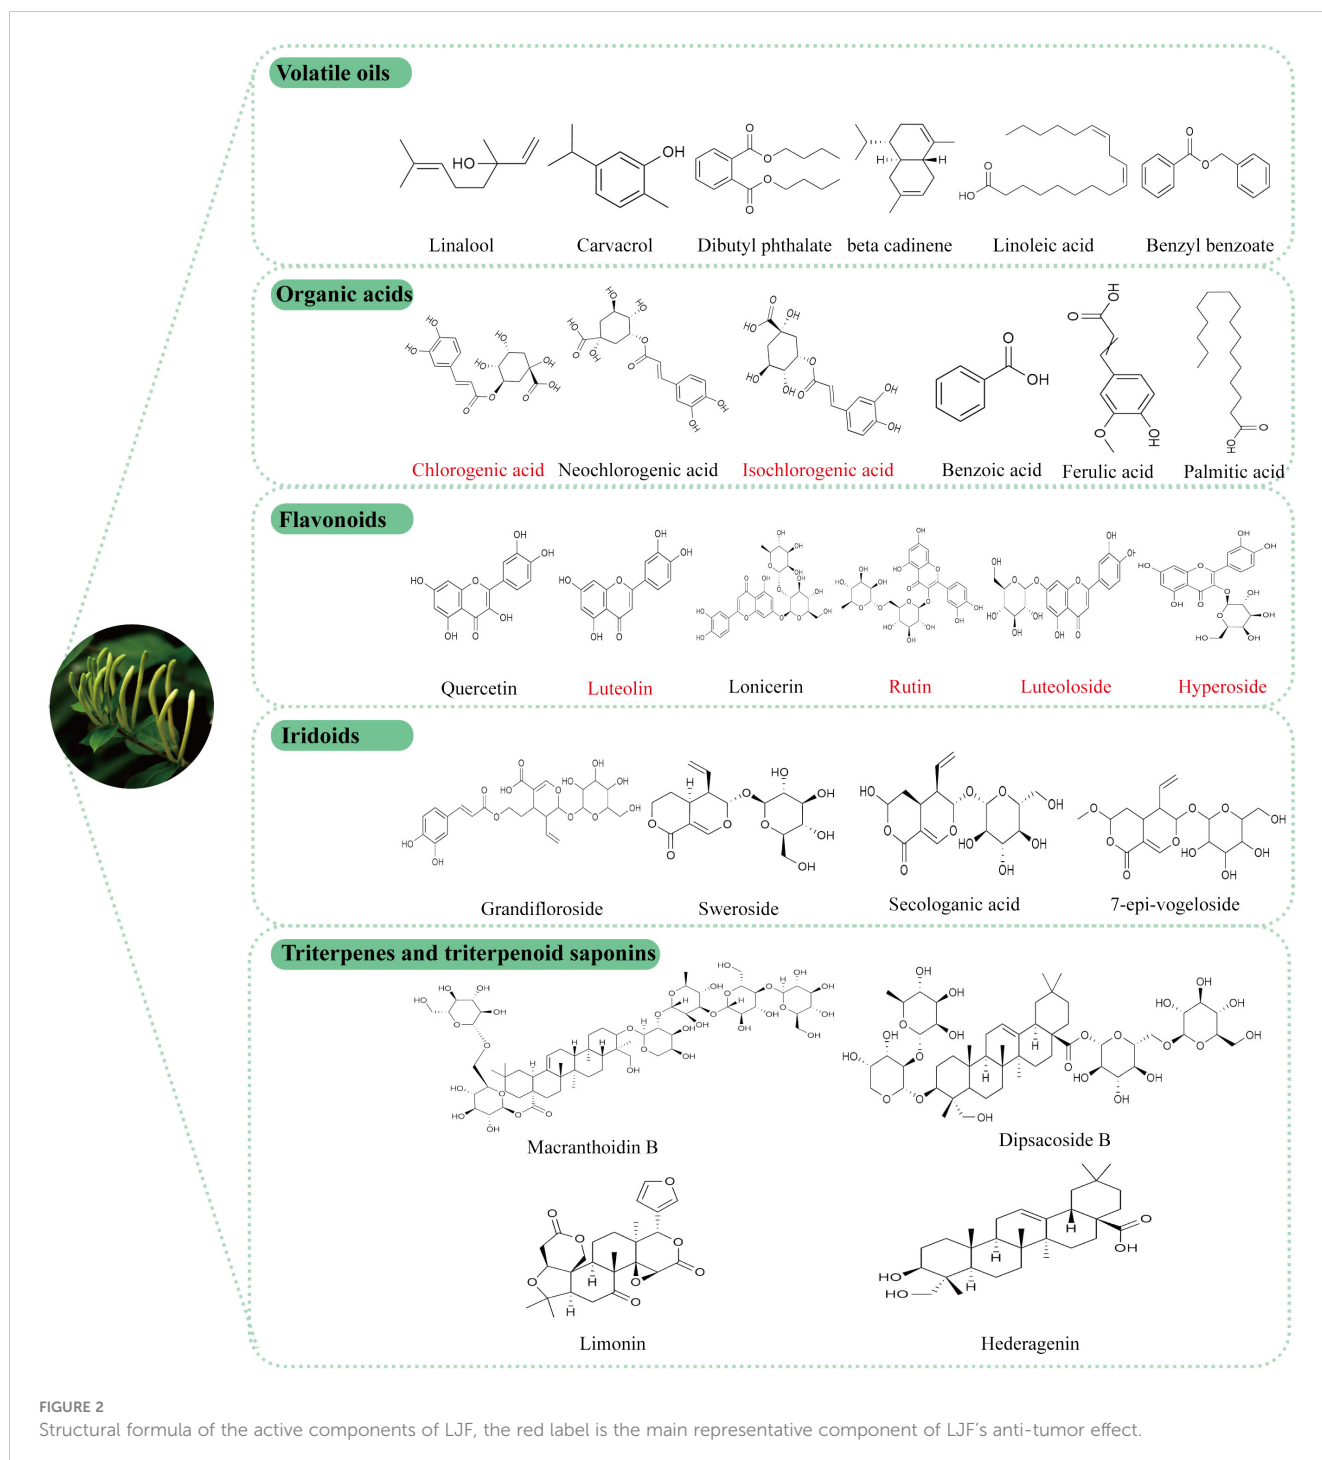 Volatile oils
Linalool
Carvacrol
Dibutyl phthalate
beta cadinene
Linoleic acid
Benzyl benzoate
Organic acids
Chlorogenic acid
Neochlorogenic acid
Isochlorogenic acid
Benzoic acid
Ferulic acid
Palmitic acid
Flavonoids
Quercetin
Luteolin
Lonicerin
Rutin
Luteoloside
Hyperoside
Iridoids
Grandifloroside
Sweroside
Secologanic acid
7-epi-vogeloside
Triterpenes and triterpenoid saponins
Macranthoidin B
Dipsacoside B
Limonin
Hederagenin
FIGURE 2
Structural formula of the active components of LJF, the red label is the main representative component of LJF's anti-tumor effect.